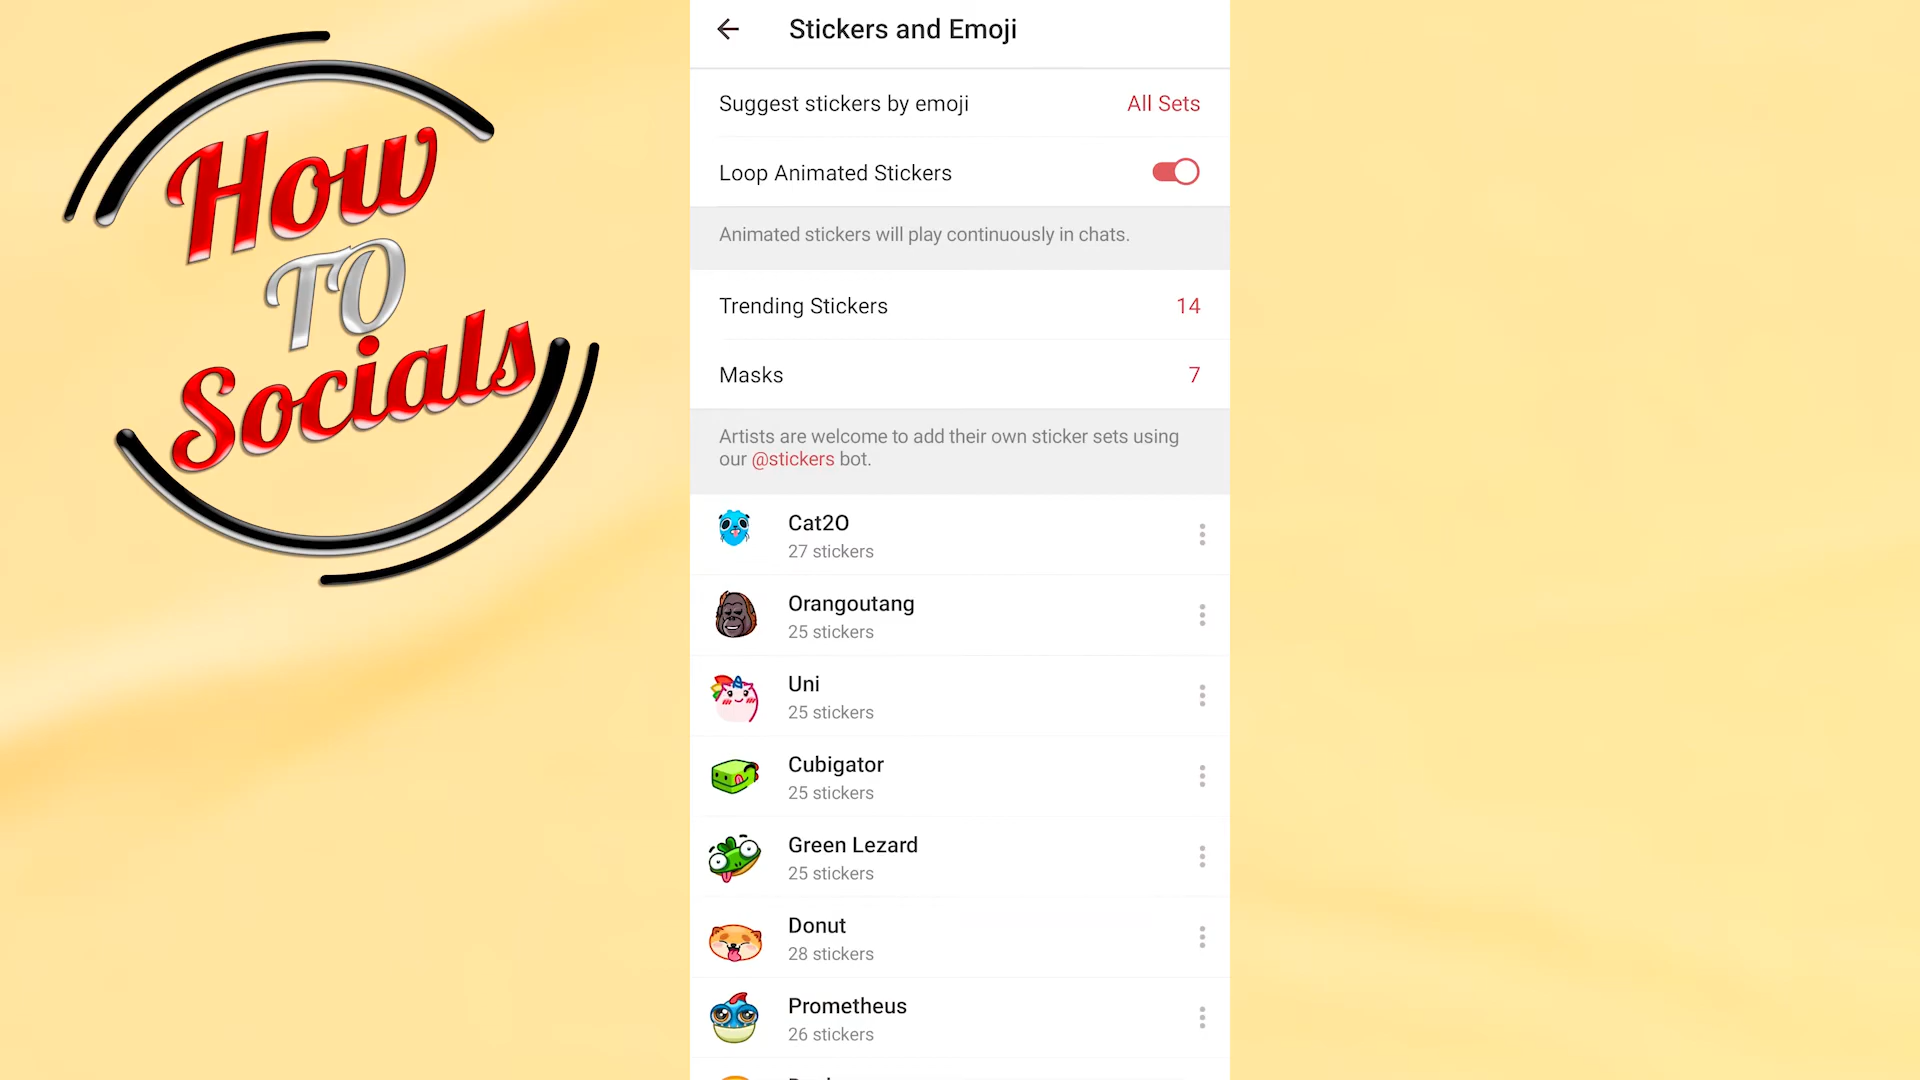 How
TO
Socials
Stickers and Emoji
Suggest stickers by emoji
All Sets
Loop Animated Stickers
Animated stickers will play continuously in chats.
Trending Stickers
14
Masks
7
Artists are welcome to add their own sticker sets using
our @stickers bot.
Cat2O
27 stickers
Orangoutang
25 stickers
Uni
25 stickers
Cubigator
25 stickers
Green Lezard
25 stickers
Donut
28 stickers
Prometheus
26 stickers